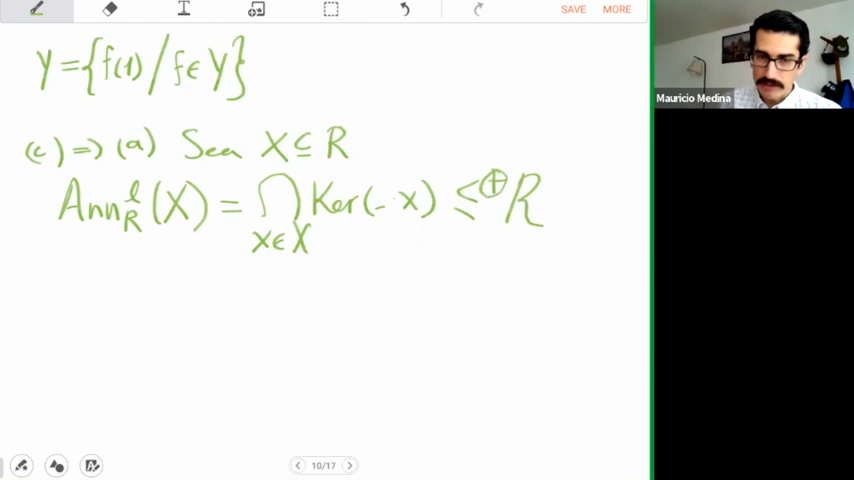 SAVE MORE
Y = {f(1) / f ∈ Y}
(c) => (a) Sea X ⊆ R
Ann^l_R (X) = ⋂_{x∈X} Ker(- · x) ≤^⊕ R
Mauricio Medina
10/17